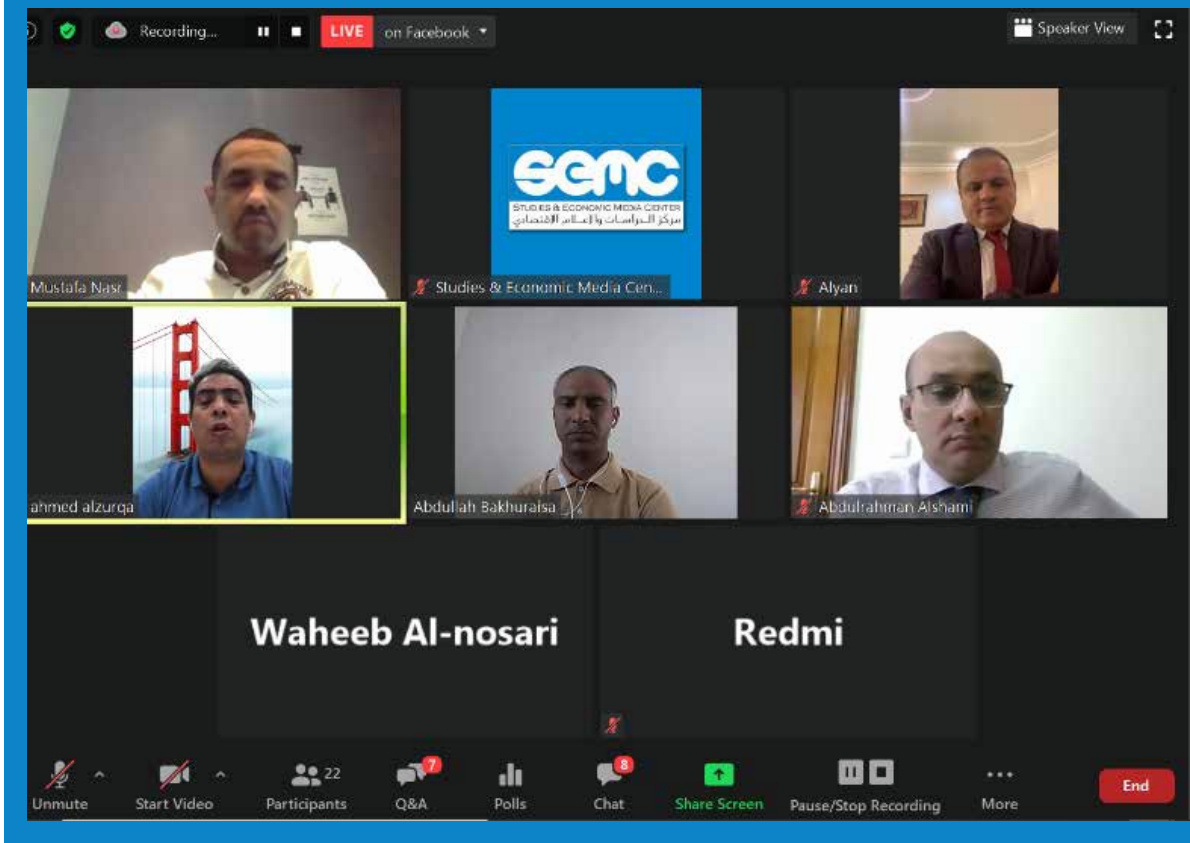 Recording...
LIVE on Facebook
Speaker View
Mustafa Nasr
SEMC
STUDIES & ECONOMIC MEDIA CENTER
مركز الدراسات والإعلام الاقتصادي
Studies & Economic Media Cen...
Alyan
ahmed alzurqa
Abdullah Bakhuraisa
Abdulrahman Alshami
Waheeb Al-nosari
Redmi
22
7
8
Unmute
Start Video
Participants
Q&A
Polls
Chat
Share Screen
Pause/Stop Recording
More
End